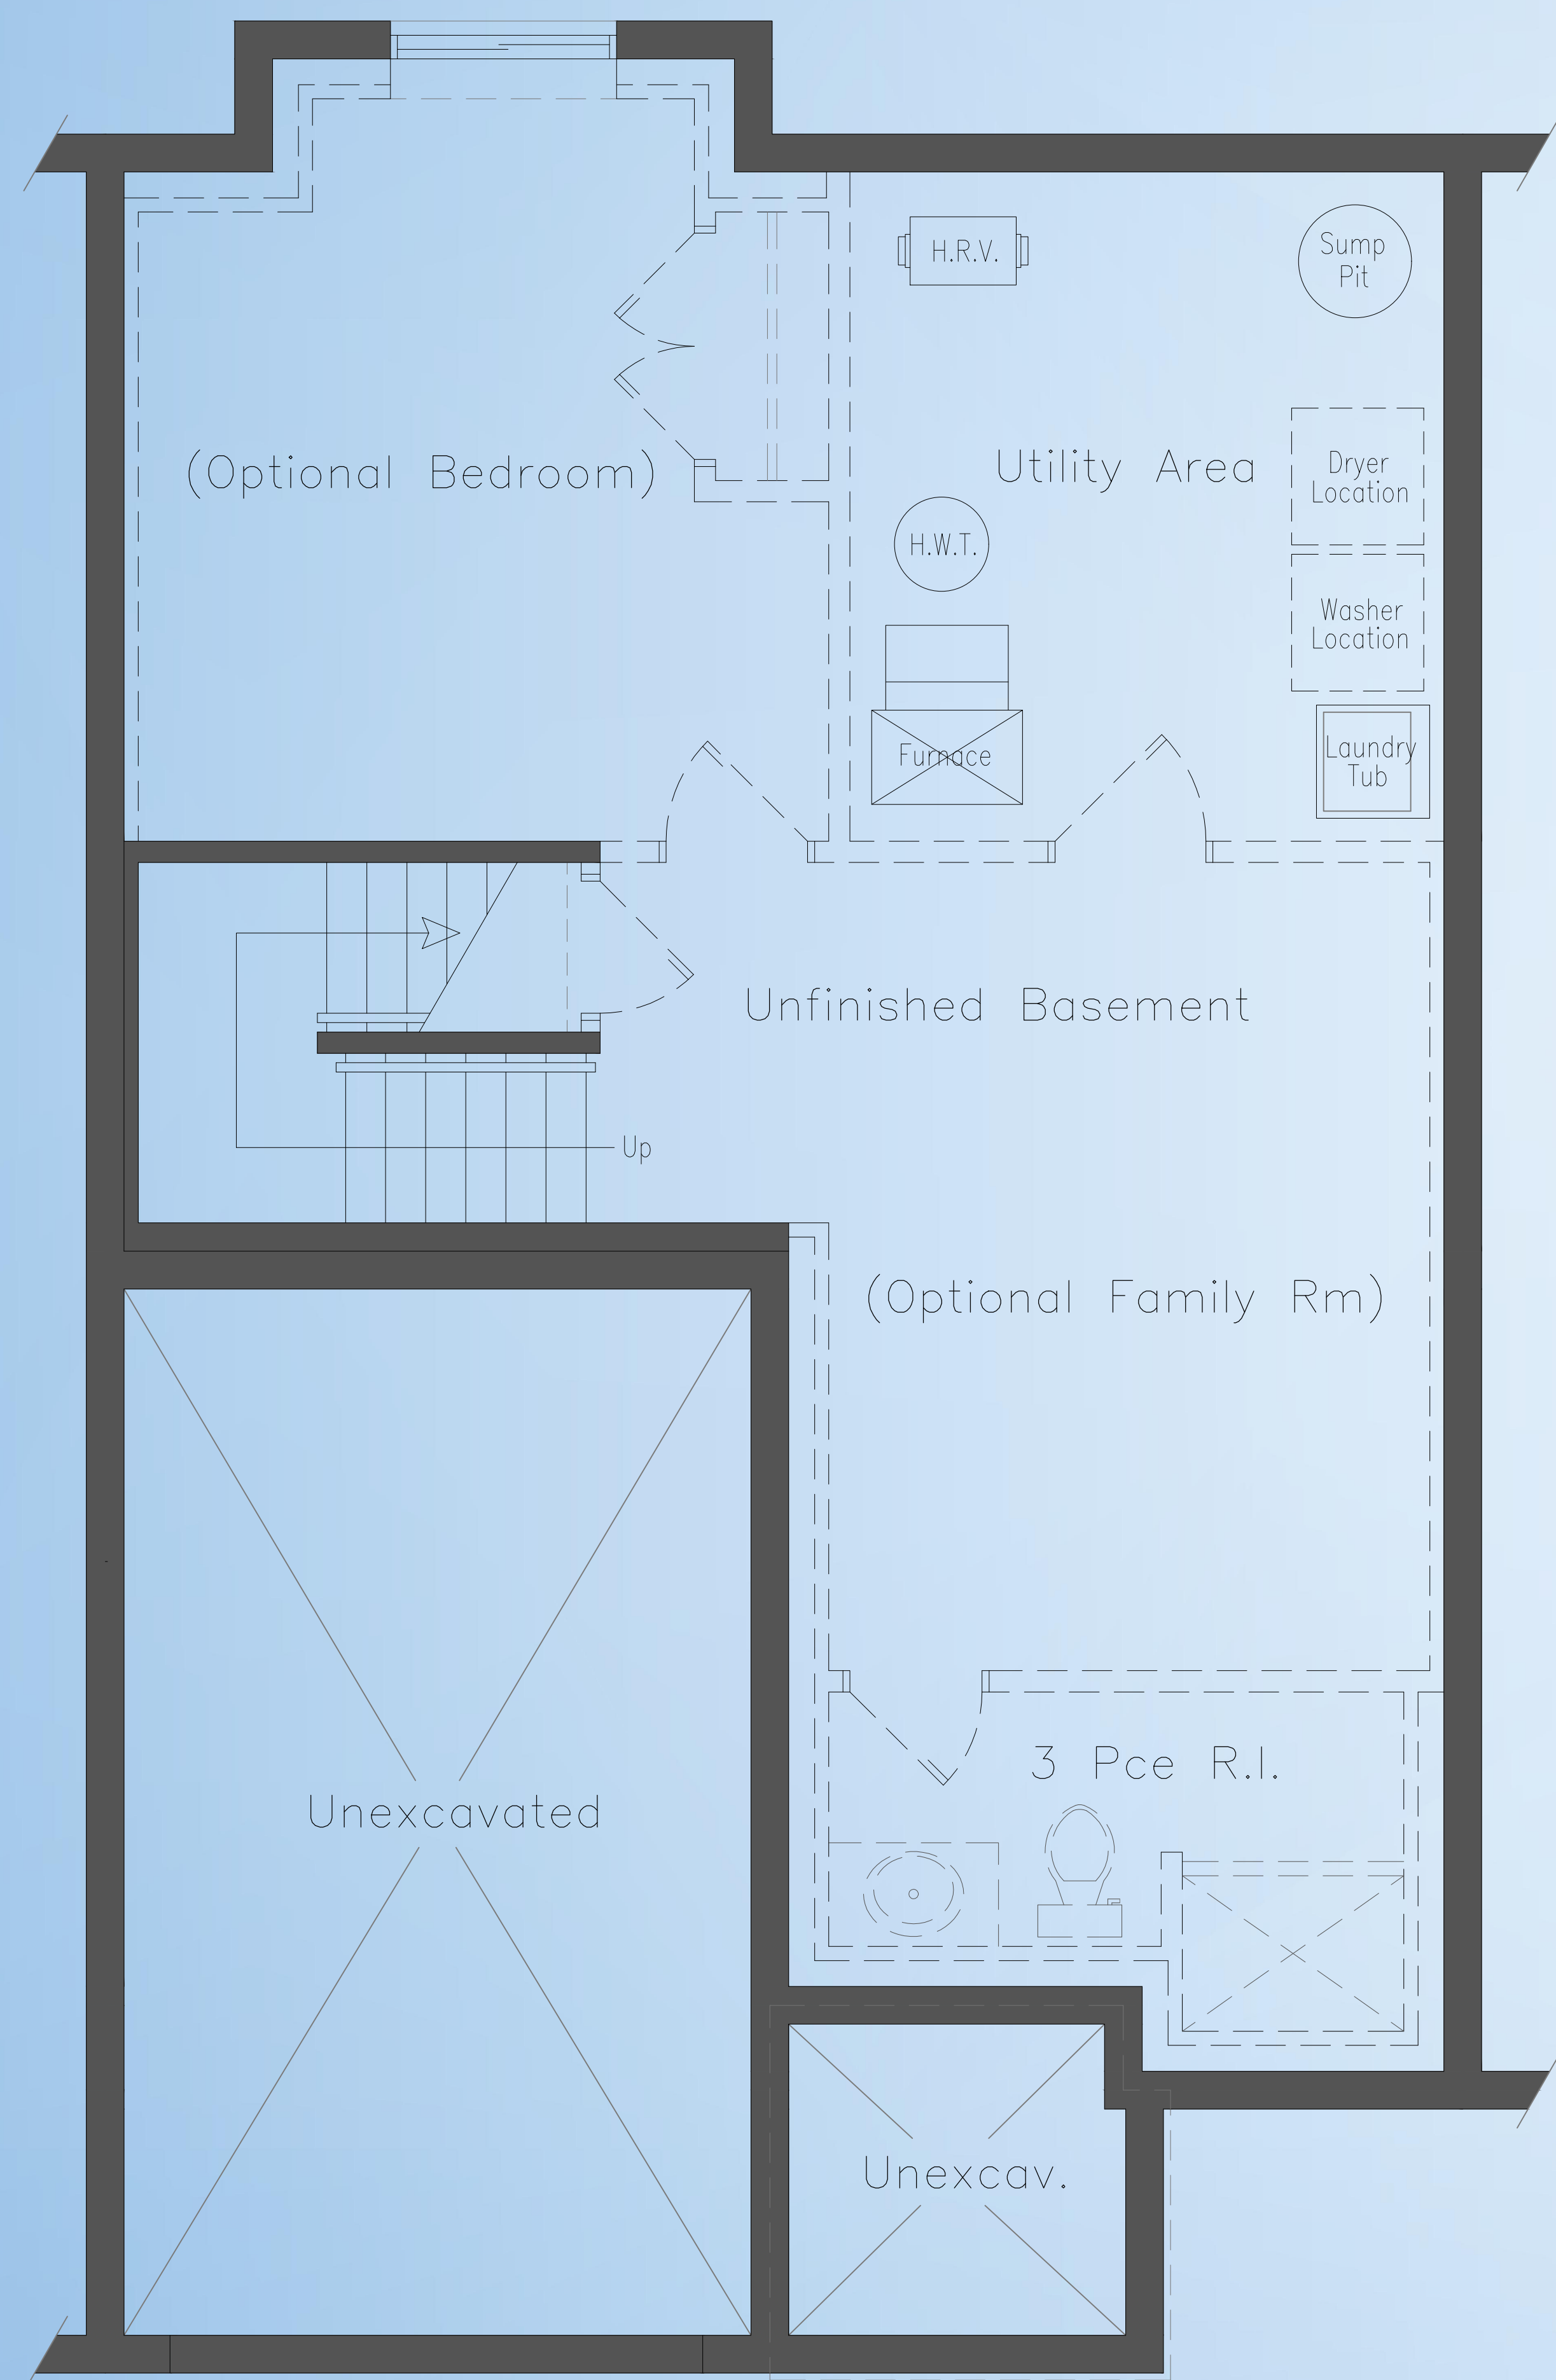 H.R.V.
Sump
Pit
(Optional Bedroom)
Utility Area
Dryer
Location
H.W.T.
Washer
Location
Furnace
Laundry
Tub
Unfinished Basement
Up
(Optional Family Rm)
3 Pce R.I.
Unexcavated
Unexcav.